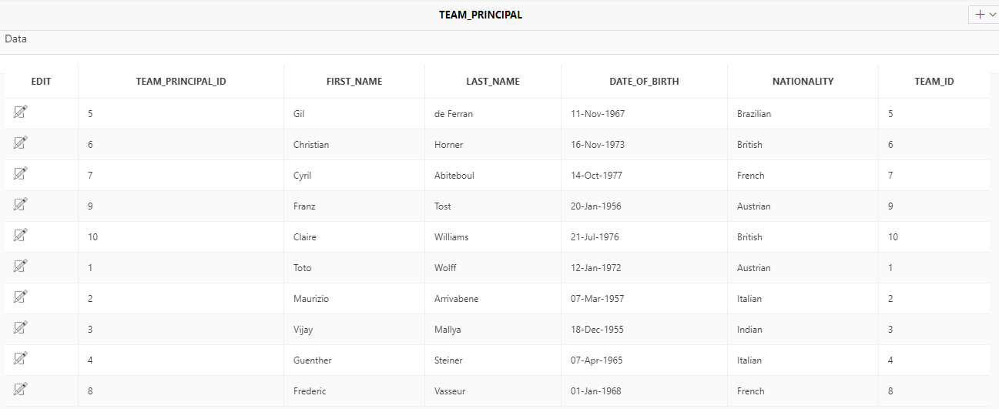 TEAM_PRINCIPAL
Data
EDIT TEAM_PRINCIPAL_ID FIRST_NAME LAST_NAME DATE_OF_BIRTH NATIONALITY TEAM_ID
5 Gil de Ferran 11-Nov-1967 Brazilian 5
6 Christian Horner 16-Nov-1973 British 6
7 Cyril Abiteboul 14-Oct-1977 French 7
9 Franz Tost 20-Jan-1956 Austrian 9
10 Claire Williams 21-Jul-1976 British 10
1 Toto Wolff 12-Jan-1972 Austrian 1
2 Maurizio Arrivabene 07-Mar-1957 Italian 2
3 Vijay Mallya 18-Dec-1955 Indian 3
4 Guenther Steiner 07-Apr-1965 Italian 4
8 Frederic Vasseur 01-Jan-1968 French 8